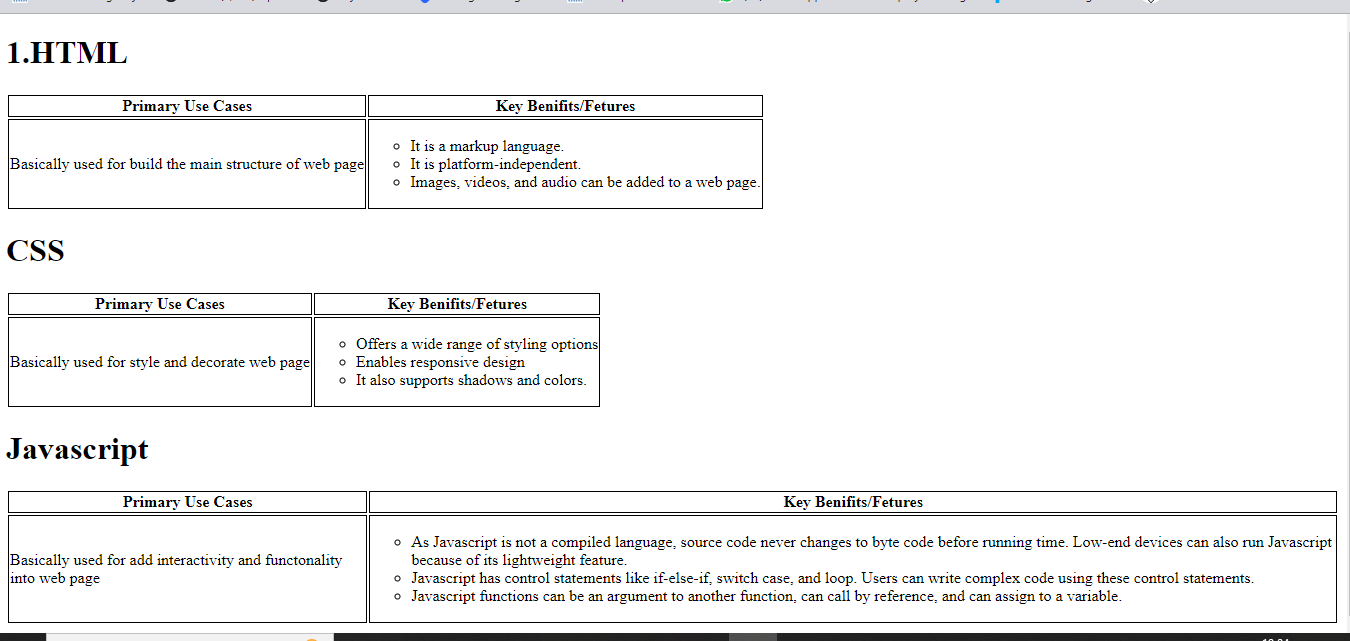 1.HTML
Primary Use Cases
Key Benifits/Fetures
Basically used for build the main structure of web page
It is a markup language.
It is platform-independent.
Images, videos, and audio can be added to a web page.
CSS
Primary Use Cases
Key Benifits/Fetures
Basically used for style and decorate web page
Offers a wide range of styling options
Enables responsive design
It also supports shadows and colors.
Javascript
Primary Use Cases
Key Benifits/Fetures
Basically used for add interactivity and functonality
into web page
As Javascript is not a compiled language, source code never changes to byte code before running time. Low-end devices can also run Javascript
because of its lightweight feature.
Javascript has control statements like if-else-if, switch case, and loop. Users can write complex code using these control statements.
Javascript functions can be an argument to another function, can call by reference, and can assign to a variable.